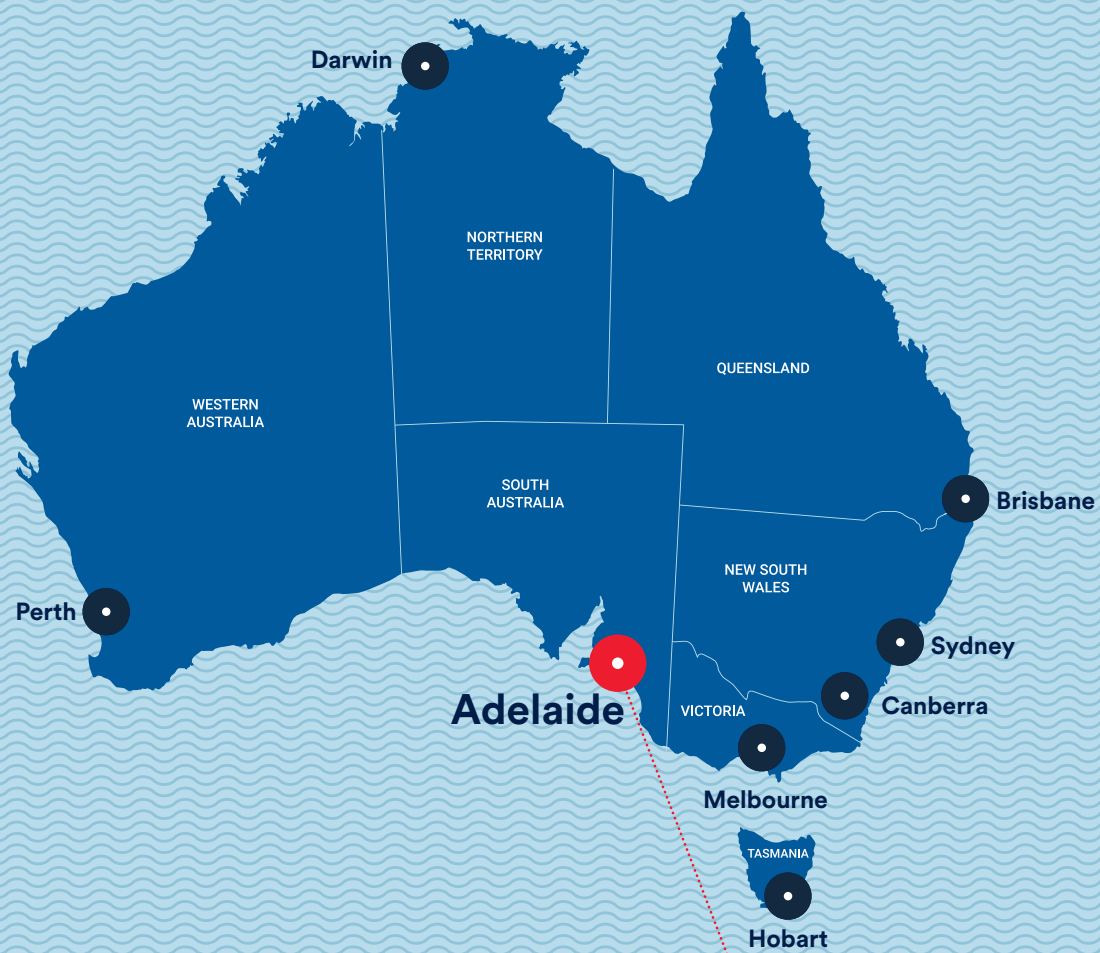 Darwin
NORTHERN
TERRITORY
QUEENSLAND
WESTERN
AUSTRALIA
SOUTH
AUSTRALIA
Brisbane
NEW SOUTH
WALES
Perth
Sydney
Adelaide
VICTORIA
Canberra
Melbourne
TASMANIA
Hobart